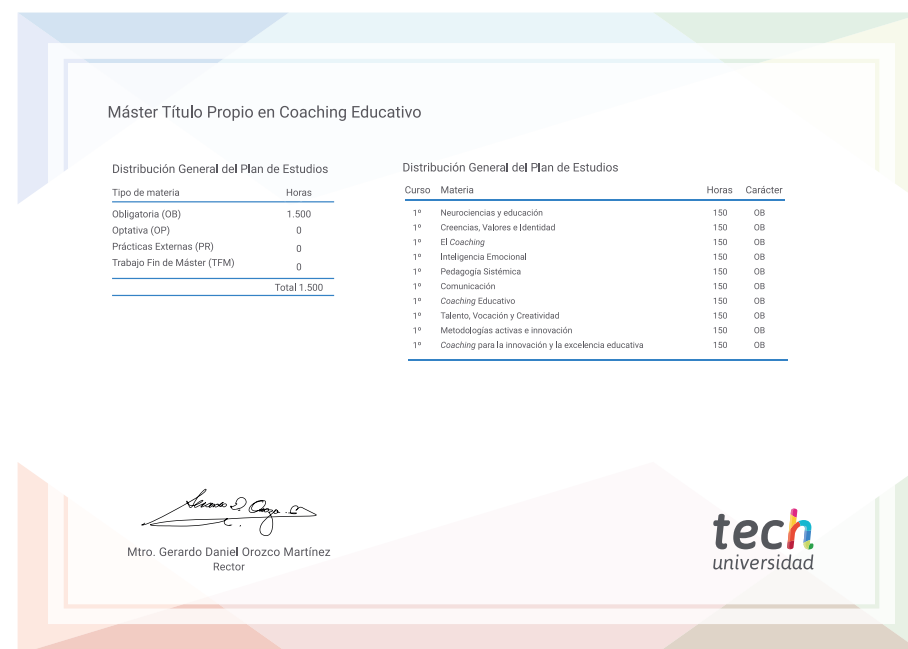 Máster Título Propio en Coaching Educativo
Distribución General del Plan de Estudios
Tipo de materia Horas
Obligatoria (OB) 1.500
Optativa (OP) 0
Prácticas Externas (PR) 0
Trabajo Fin de Máster (TFM) 0
Total 1.500
Distribución General del Plan de Estudios
Curso Materia Horas Carácter
1º Neurociencias y educación 150 OB
1º Creencias, Valores e Identidad 150 OB
1º El Coaching 150 OB
1º Inteligencia Emocional 150 OB
1º Pedagogía Sistémica 150 OB
1º Comunicación 150 OB
1º Coaching Educativo 150 OB
1º Talento, Vocación y Creatividad 150 OB
1º Metodologías activas e innovación 150 OB
1º Coaching para la innovación y la excelencia educativa 150 OB
Mtro. Gerardo Daniel Orozco Martínez
Rector
tech
universidad